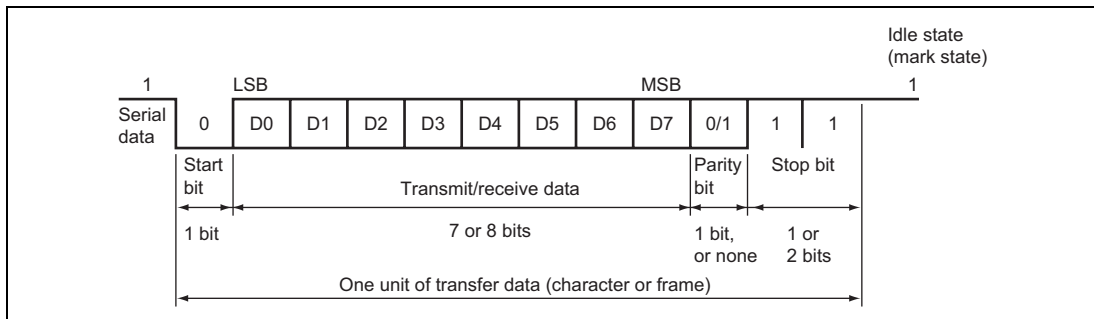 Idle state
(mark state)
1 LSB MSB 1
Serial
data
0 D0 D1 D2 D3 D4 D5 D6 D7 0/1 1 1
Start
bit
Transmit/receive data
Parity
bit
Stop bit
1 bit
7 or 8 bits
1 bit,
or none
1 or
2 bits
One unit of transfer data (character or frame)